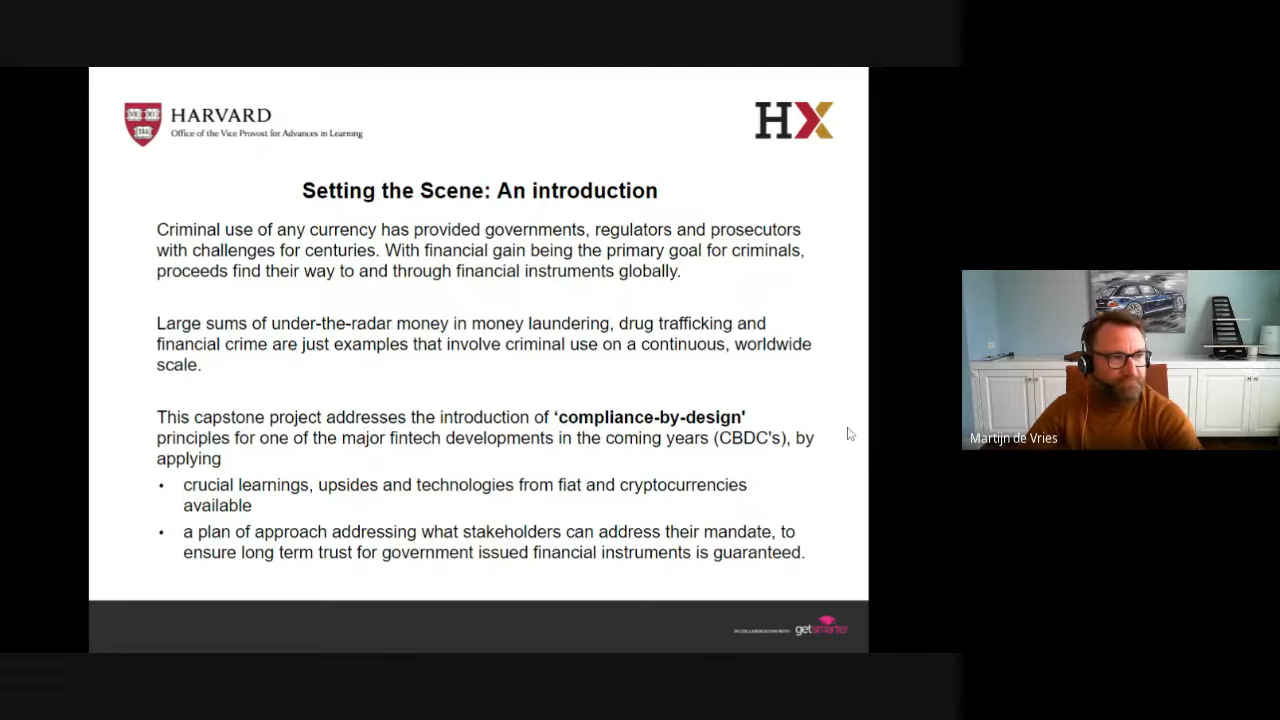 HARVARD
Office of the Vice Provost for Advances in Learning
HX
Setting the Scene: An introduction
Criminal use of any currency has provided governments, regulators and prosecutors
with challenges for centuries. With financial gain being the primary goal for criminals,
proceeds find their way to and through financial instruments globally.
Large sums of under-the-radar money in money laundering, drug trafficking and
financial crime are just examples that involve criminal use on a continuous, worldwide
scale.
This capstone project addresses the introduction of ‘compliance-by-design'
principles for one of the major fintech developments in the coming years (CBDC's), by
applying
• crucial learnings, upsides and technologies from fiat and cryptocurrencies
available
• a plan of approach addressing what stakeholders can address their mandate, to
ensure long term trust for government issued financial instruments is guaranteed.
IN COLLABORATION WITH getsmarter
Martijn de Vries